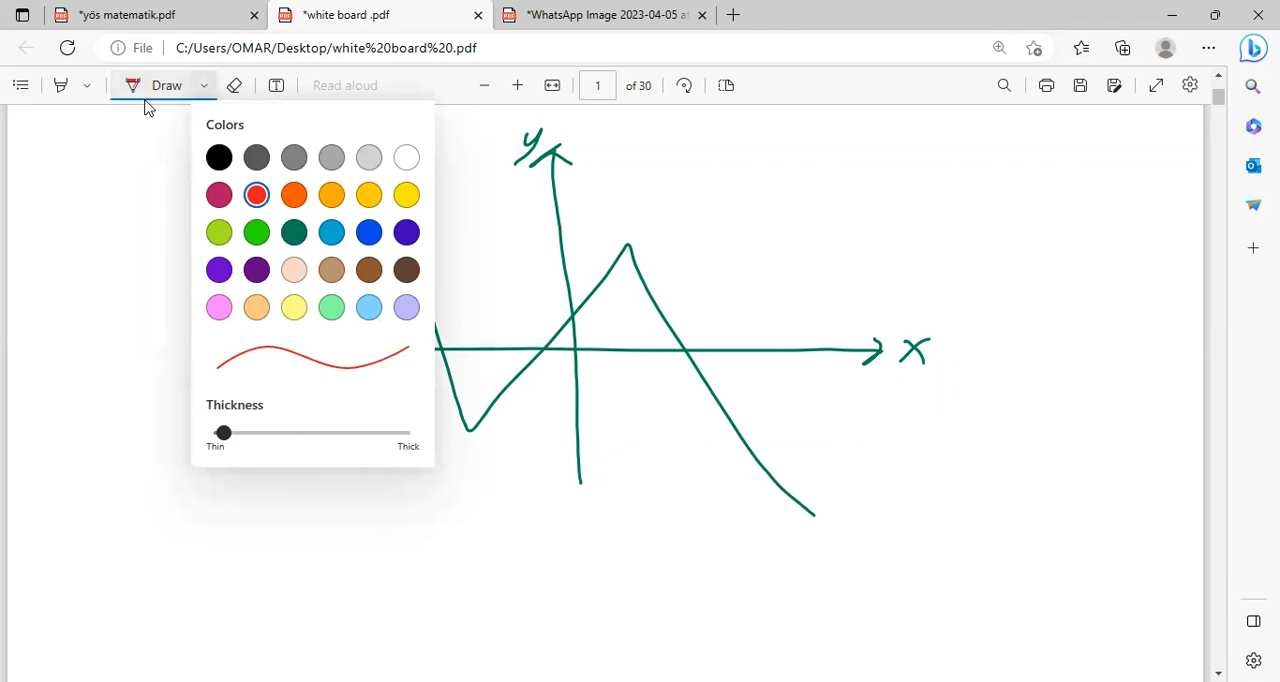 *yös matematik.pdf
*white board .pdf
*WhatsApp Image 2023-04-05 at
File
C:/Users/OMAR/Desktop/white%20board%20.pdf
Draw
Read aloud
1
of 30
Colors
Thickness
Thin
Thick
y
x